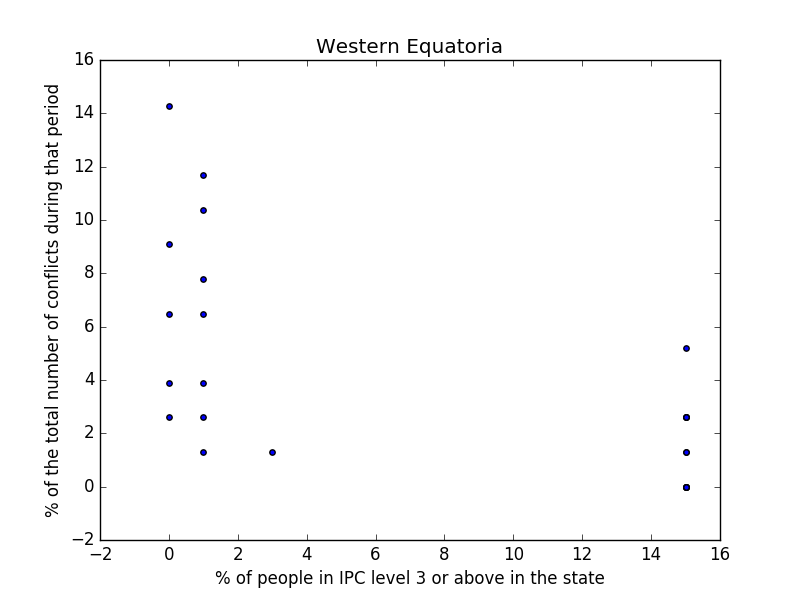 Western Equatoria
16
14
12
10
8
6
4
2
0
−2
% of the total number of conflicts during that period
−2 0 2 4 6 8 10 12 14 16
% of people in IPC level 3 or above in the state